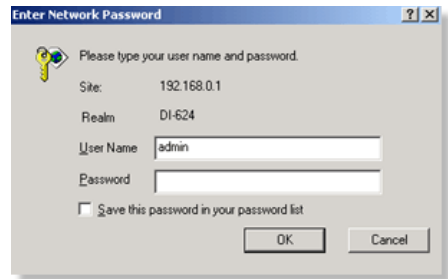 Enter Network Password
Please type your user name and password.
Site: 192.168.0.1
Realm DI-624
User Name admin
Password
Save this password in your password list
OK Cancel